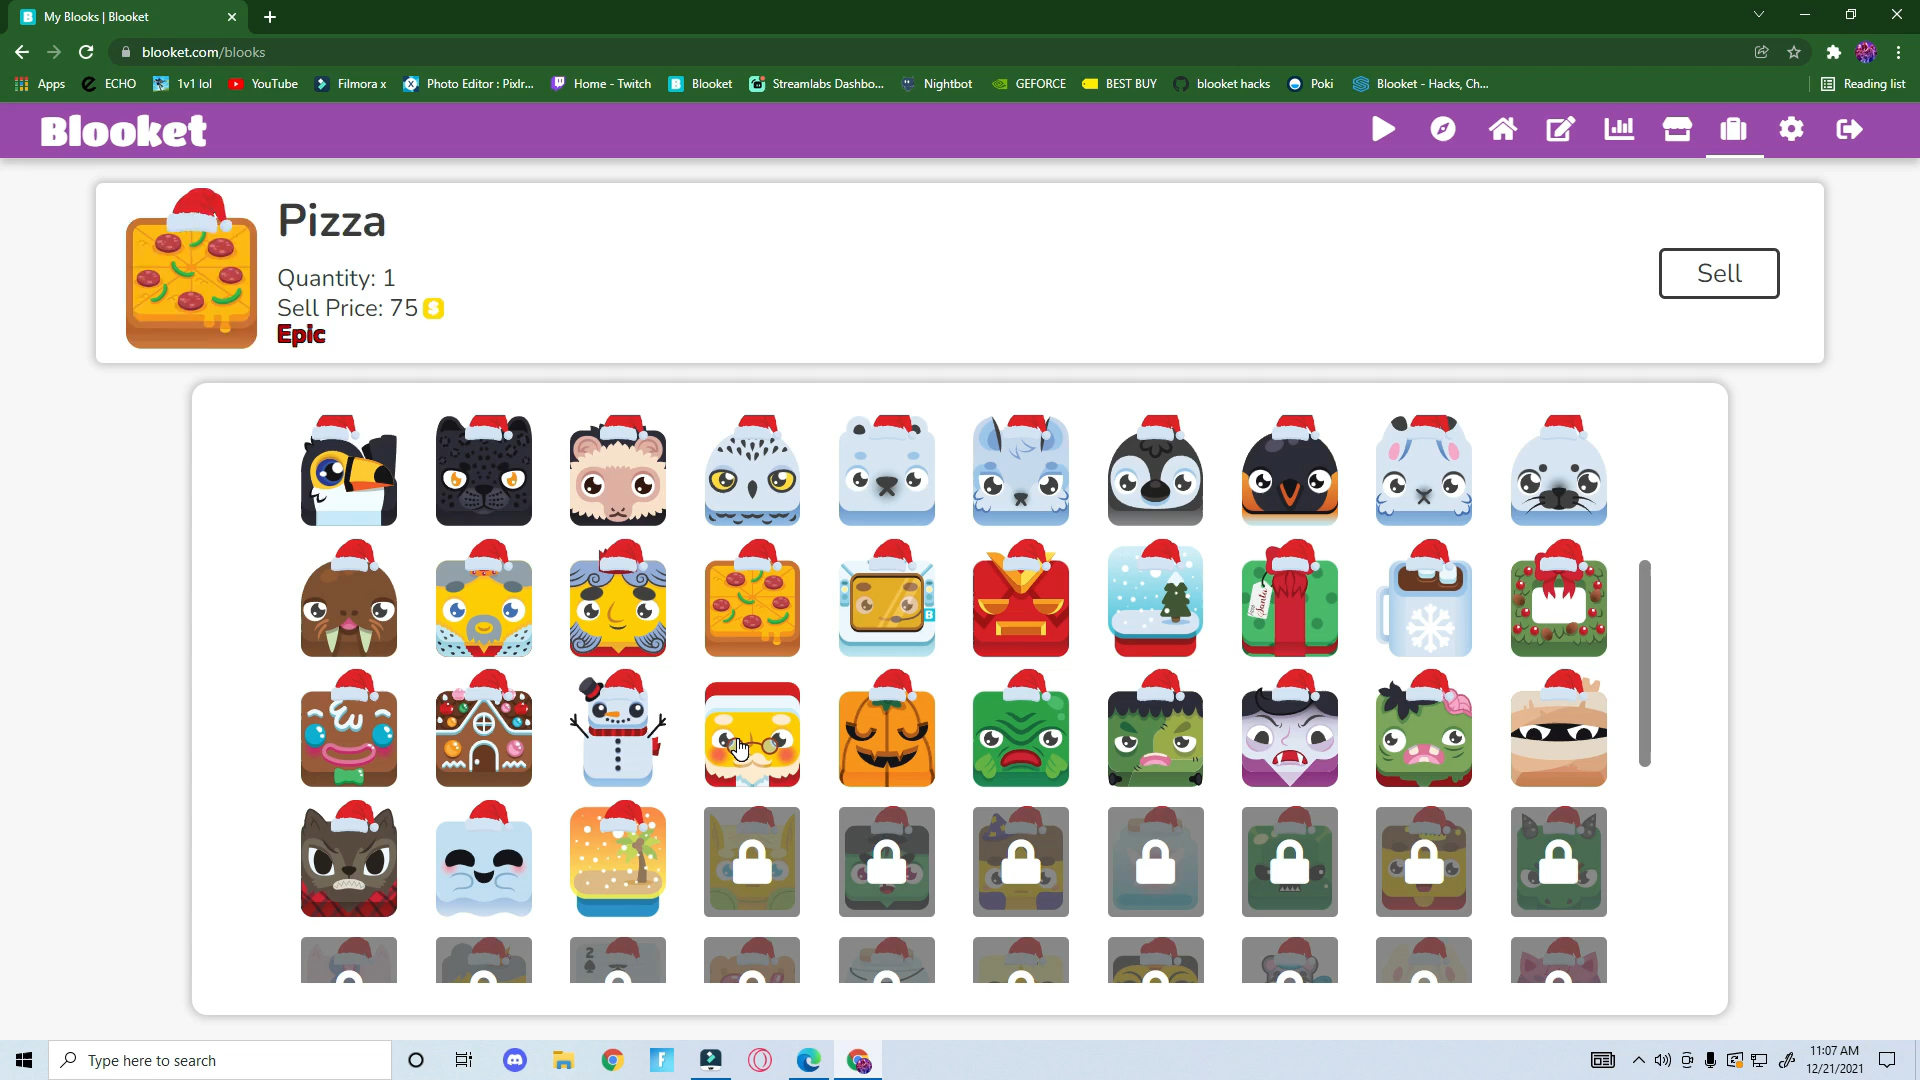 My Blooks | Blooket
blooket.com/blooks
Apps ECHO 1v1 lol YouTube Filmora x Photo Editor : Pixlr... Home - Twitch Blooket Streamlabs Dashbo... Nightbot GEFORCE BEST BUY blooket hacks Poki Blooket - Hacks, Ch... Reading list
Blooket
Pizza
Quantity: 1
Sell Price: 75
Epic
Sell
Santa
B
2
Type here to search
11:07 AM
12/21/2021